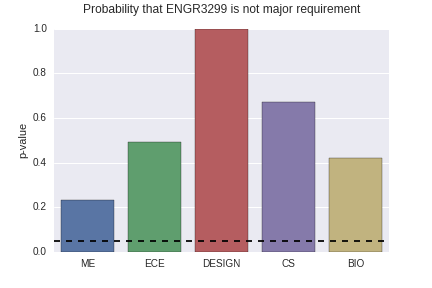 Probability that ENGR3299 is not major requirement
1.0
0.8
0.6
0.4
0.2
0.0
p-value
ME ECE DESIGN CS BIO